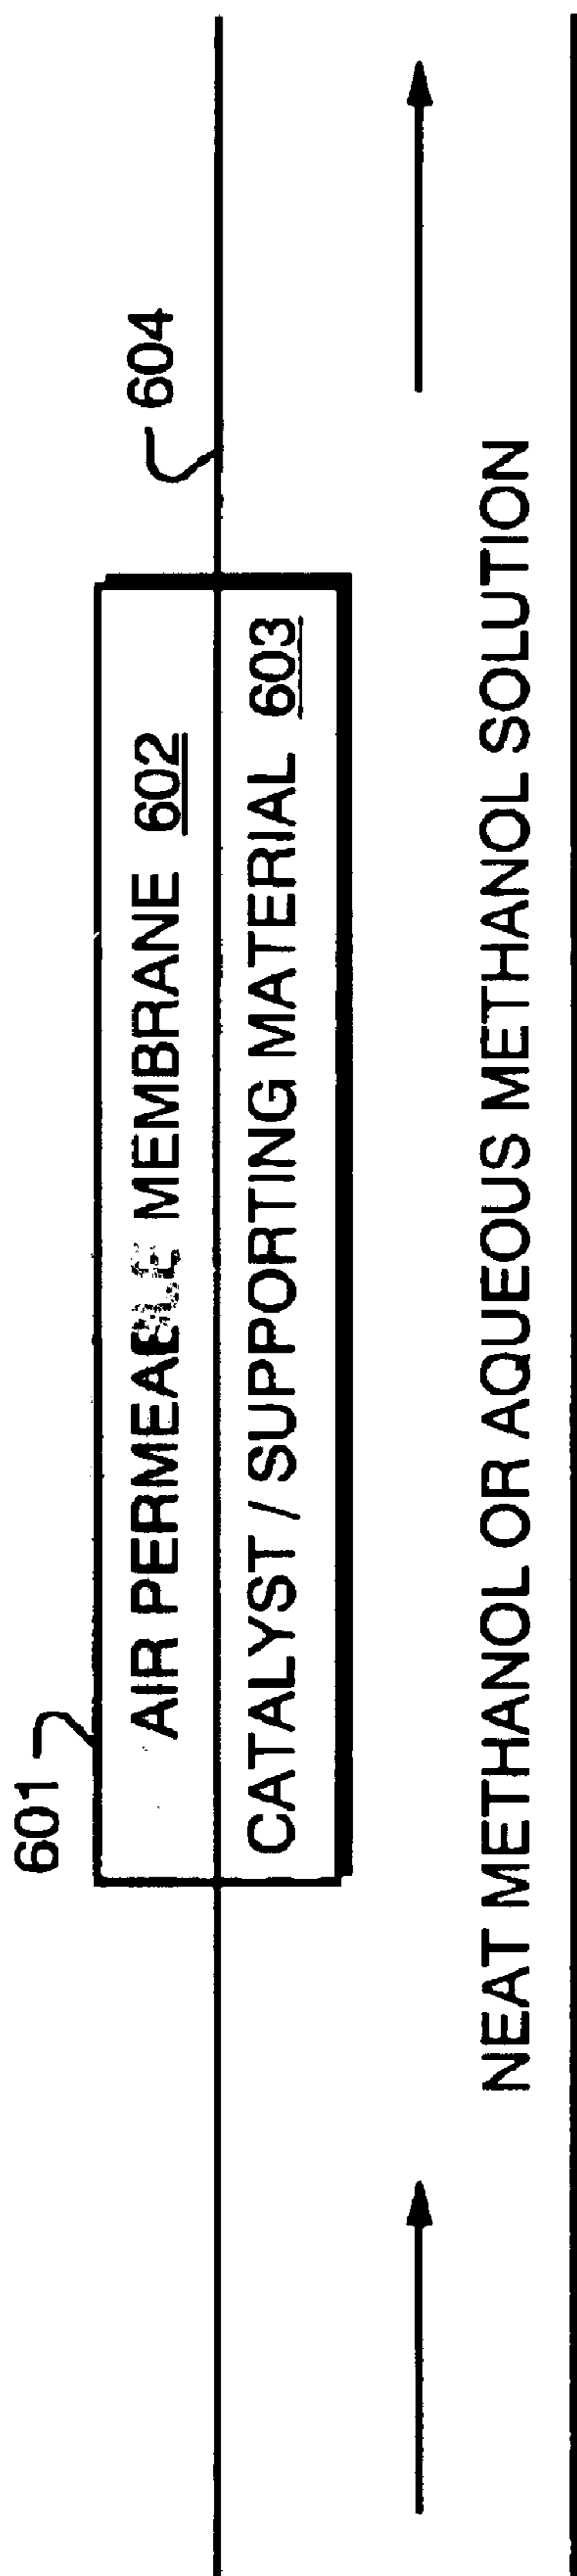 601
604
AIR PERMEABLE MEMBRANE 602
CATALYST / SUPPORTING MATERIAL 603
NEAT METHANOL OR AQUEOUS METHANOL SOLUTION